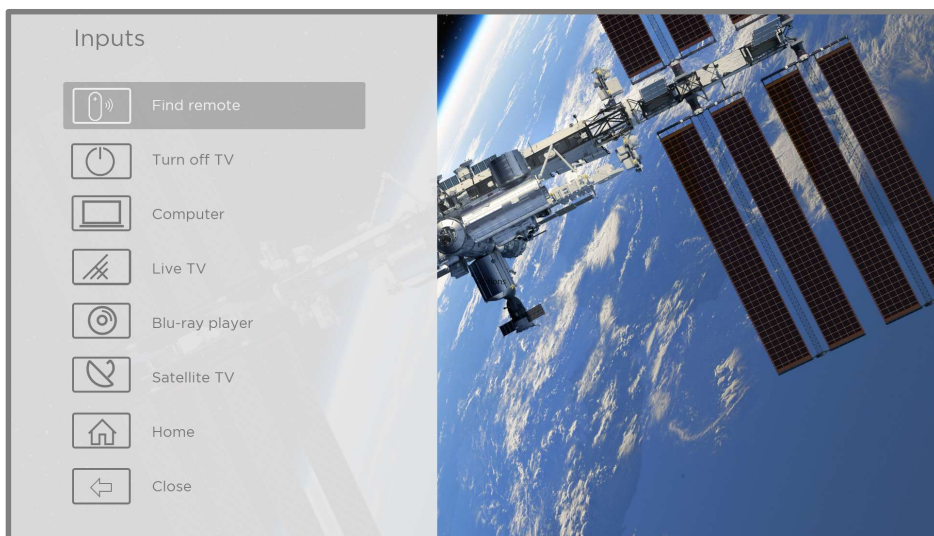 Inputs
Find remote
Turn off TV
Computer
Live TV
Blu-ray player
Satellite TV
Home
Close